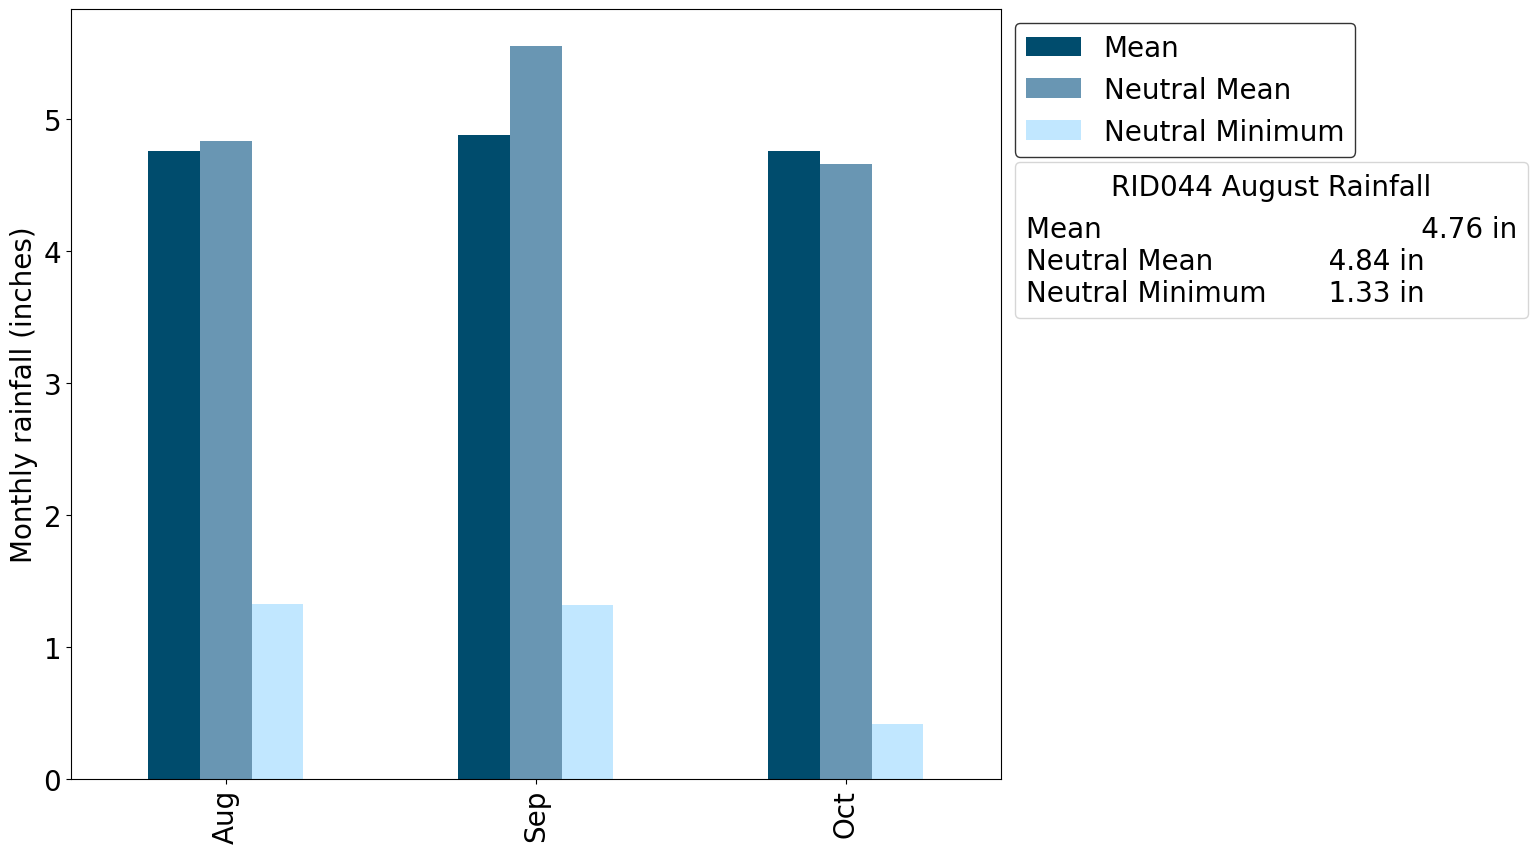 Monthly rainfall (inches)
5
4
3
2
1
0
Aug
Sep
Oct
Mean
Neutral Mean
Neutral Minimum
RID044 August Rainfall
Mean 4.76 in
Neutral Mean 4.84 in
Neutral Minimum 1.33 in